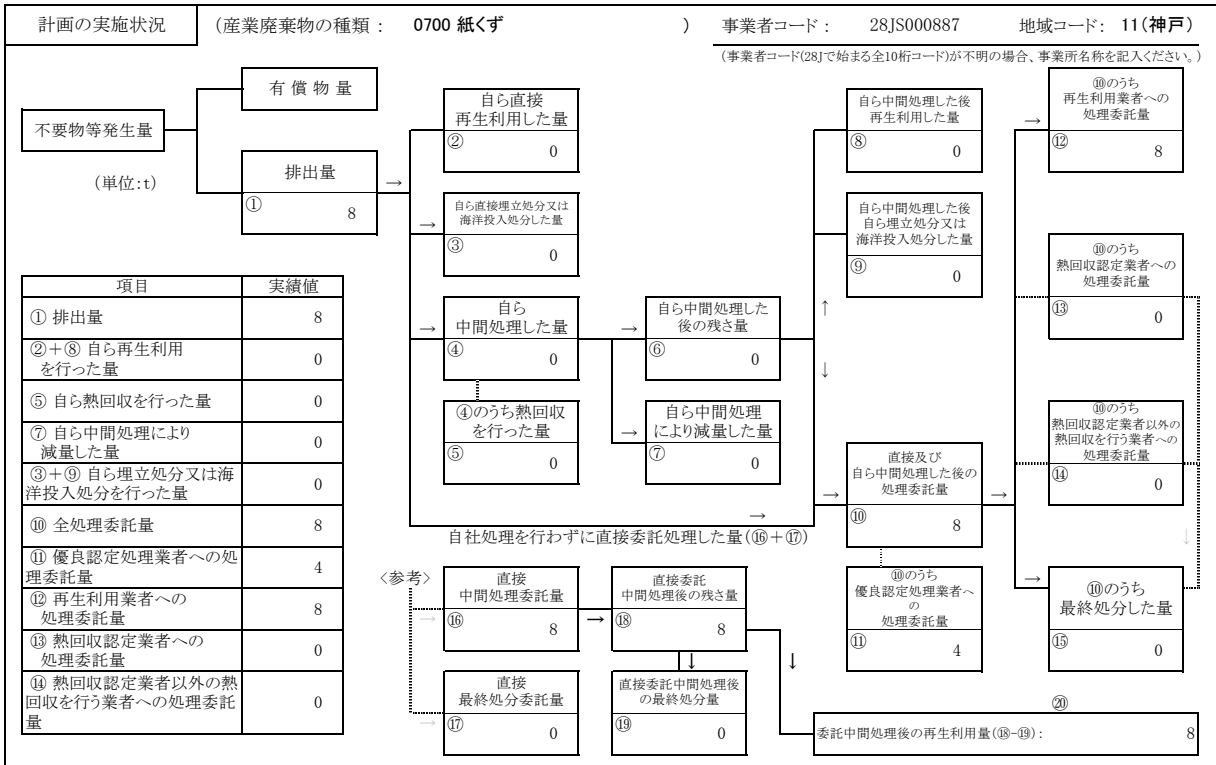 計画の実施状況 (産業廃棄物の種類： 0700 紙くず ) 事業者コード： 28JS000887 地域コード： 11(神戸)
(事業者コード(28Jで始まる全10桁コード)が不明の場合、事業所名称を記入ください。)
不要物等発生量
(単位:t)
有償物量
排出量
→
① 8
自ら直接
再生利用した量
② 0
→
自ら直接埋立処分又は
海洋投入処分した量
③ 0
→
自ら
中間処理した量
④ 0
④のうち熱回収
を行った量
⑤ 0
→
自ら中間処理した
後の残さ量
⑥ 0
→
自ら中間処理
により減量した量
⑦ 0
自ら中間処理した後
再生利用した量
⑧ 0
自ら中間処理した後
自ら埋立処分又は
海洋投入処分した量
⑨ 0
↑
↓
→
直接及び
自ら中間処理した後の
処理委託量
⑩ 8
→
⑩のうち
優良認定処理業者へ
の
処理委託量
⑪ 4
→
⑩のうち
再生利用業者への
処理委託量
⑫ 8
⑩のうち
熱回収認定業者への
処理委託量
⑬ 0
⑩のうち
熱回収認定業者以外の
熱回収を行う業者への
処理委託量
⑭ 0
↓
→
⑩のうち
最終処分した量
⑮ 0
→
自社処理を行わずに直接委託処理した量(⑯＋⑰)
〈参考〉
→
直接
中間処理委託量
⑯ 8
→
直接委託
中間処理後の残さ量
⑱ 8
→
直接
最終処分委託量
⑰ 0
↓
直接委託中間処理後
の最終処分量
⑲ 0
↓
⑳
委託中間処理後の再生利用量(⑱-⑲)： 8
項目 実績値
① 排出量 8
②＋⑧ 自ら再生利用
を行った量 0
⑤ 自ら熱回収を行った量 0
⑦ 自ら中間処理により
減量した量 0
③＋⑨ 自ら埋立処分又は海
洋投入処分を行った量 0
⑩ 全処理委託量 8
⑪ 優良認定処理業者への処
理委託量 4
⑫ 再生利用業者への
処理委託量 8
⑬ 熱回収認定業者への
処理委託量 0
⑭ 熱回収認定業者以外の熱
回収を行う業者への処理委託
量 0